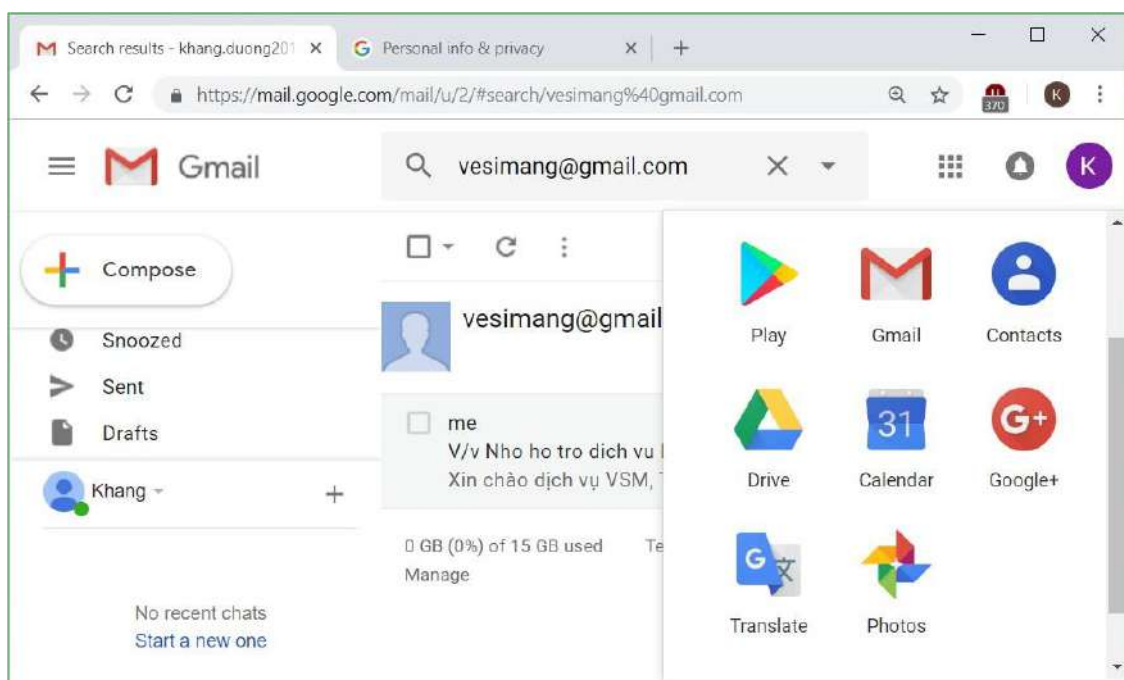 Search results - khang.duong201
Personal info & privacy
https://mail.google.com/mail/u/2/#search/vesimang%40gmail.com
370
K
Gmail
vesimang@gmail.com
K
Compose
Snoozed
Sent
Drafts
Khang
No recent chats
Start a new one
vesimang@gmail
me
V/v Nho ho tro dich vu
Xin chào dịch vụ VSM,
0 GB (0%) of 15 GB used Te
Manage
Play Gmail Contacts
31 G+
Drive Calendar Google+
G 文
Translate Photos